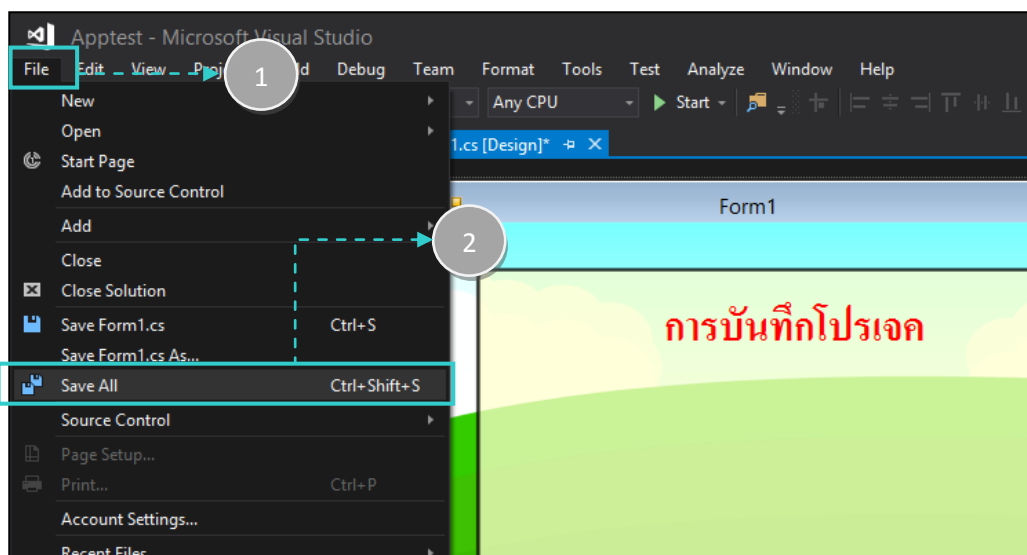 Apptest - Microsoft Visual Studio
File Edit View Debug Team Format Tools Test Analyze Window Help
1
New
Any CPU Start
Open
1.cs [Design]*
Start Page
Add to Source Control
Form1
Add
2
Close
Close Solution
การบันทึกโปรเจค
Save Form1.cs Ctrl+S
Save Form1.cs As...
Save All Ctrl+Shift+S
Source Control
Page Setup...
Print... Ctrl+P
Account Settings...
Recent Files